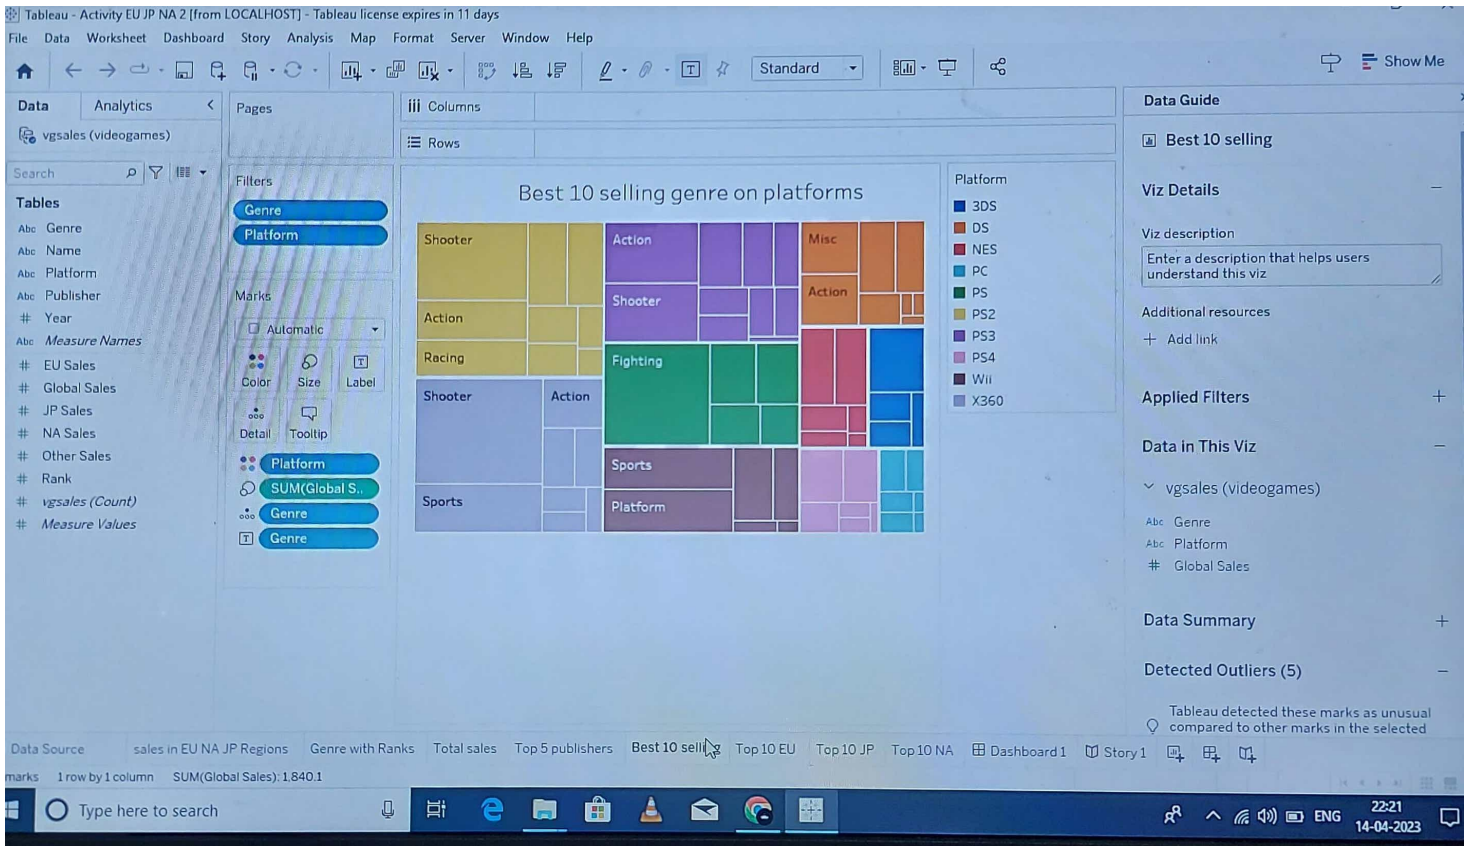 Tableau - Activity EU JP NA 2 [from LOCALHOST] - Tableau license expires in 11 days
File Data Worksheet Dashboard Story Analysis Map Format Server Window Help
Standard
Show Me
Data Analytics
vgsales (videogames)
Search
Tables
Abc Genre
Abc Name
Abc Platform
Abc Publisher
# Year
Abc Measure Names
# EU Sales
# Global Sales
# JP Sales
# NA Sales
# Other Sales
# Rank
# vgsales (Count)
# Measure Values
Pages
Filters
Genre
Platform
Marks
Automatic
Color Size Label
Detail Tooltip
Platform
SUM(Global S..
Genre
Genre
Columns
Rows
Best 10 selling genre on platforms
Shooter
Action
Racing
Shooter
Action
Sports
Action
Shooter
Fighting
Sports
Platform
Misc
Action
Platform
3DS
DS
NES
PC
PS
PS2
PS3
PS4
Wii
X360
Data Guide
Best 10 selling
Viz Details
Viz description
Enter a description that helps users
understand this viz
Additional resources
+ Add link
Applied Filters
Data in This Viz
vgsales (videogames)
Abc Genre
Abc Platform
# Global Sales
Data Summary
Detected Outliers (5)
Tableau detected these marks as unusual
compared to other marks in the selected
Data Source sales in EU NA JP Regions Genre with Ranks Total sales Top 5 publishers Best 10 selling Top 10 EU Top 10 JP Top 10 NA Dashboard 1 Story 1
marks 1 row by 1 column SUM(Global Sales): 1,840.1
Type here to search
ENG
22:21
14-04-2023